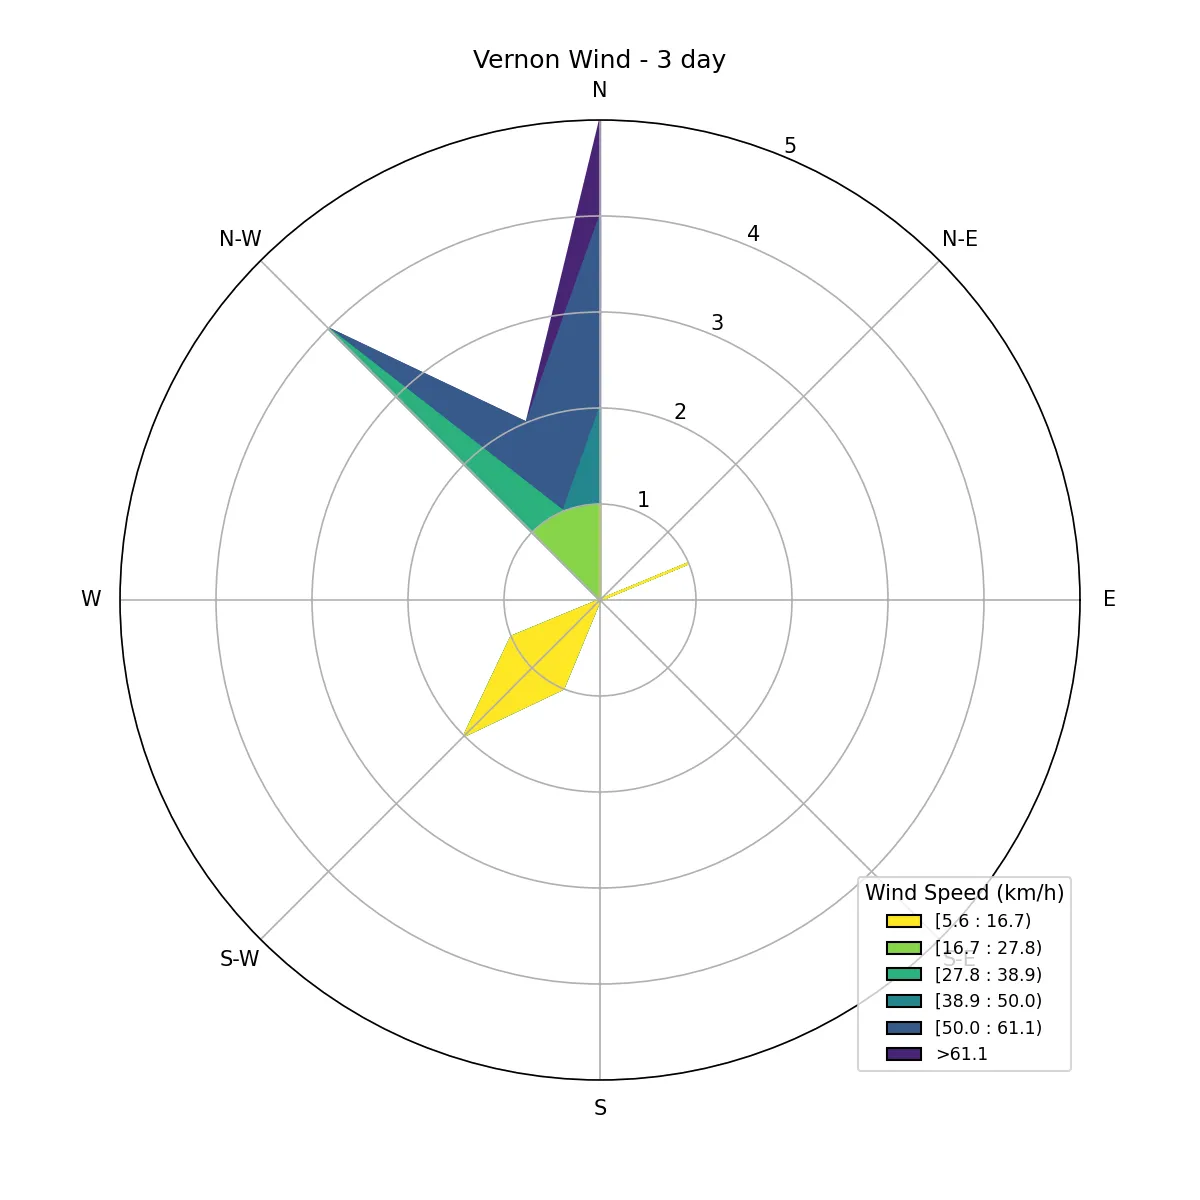 Vernon Wind - 3 day
N
5
N-W
N-E
4
3
2
1
W
E
S-W
S-E
S
Wind Speed (km/h)
[5.6 : 16.7)
[16.7 : 27.8)
[27.8 : 38.9)
[38.9 : 50.0)
[50.0 : 61.1)
>61.1